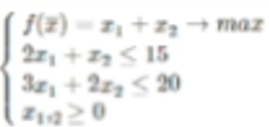 f(x̅) = x₁ + x₂ → max
2x₁ + x₂ ≤ 15
3x₁ + 2x₂ ≤ 20
x₁,₂ ≥ 0